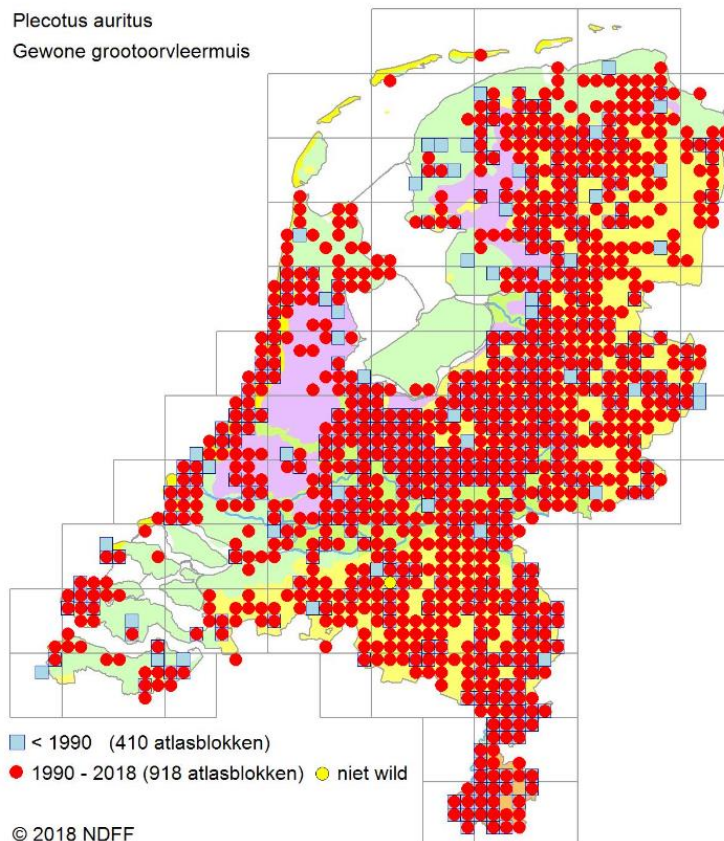 Plecotus auritus
Gewone grootoorvleermuis
< 1990 (410 atlasblokken)
1990 - 2018 (918 atlasblokken) niet wild
© 2018 NDFF